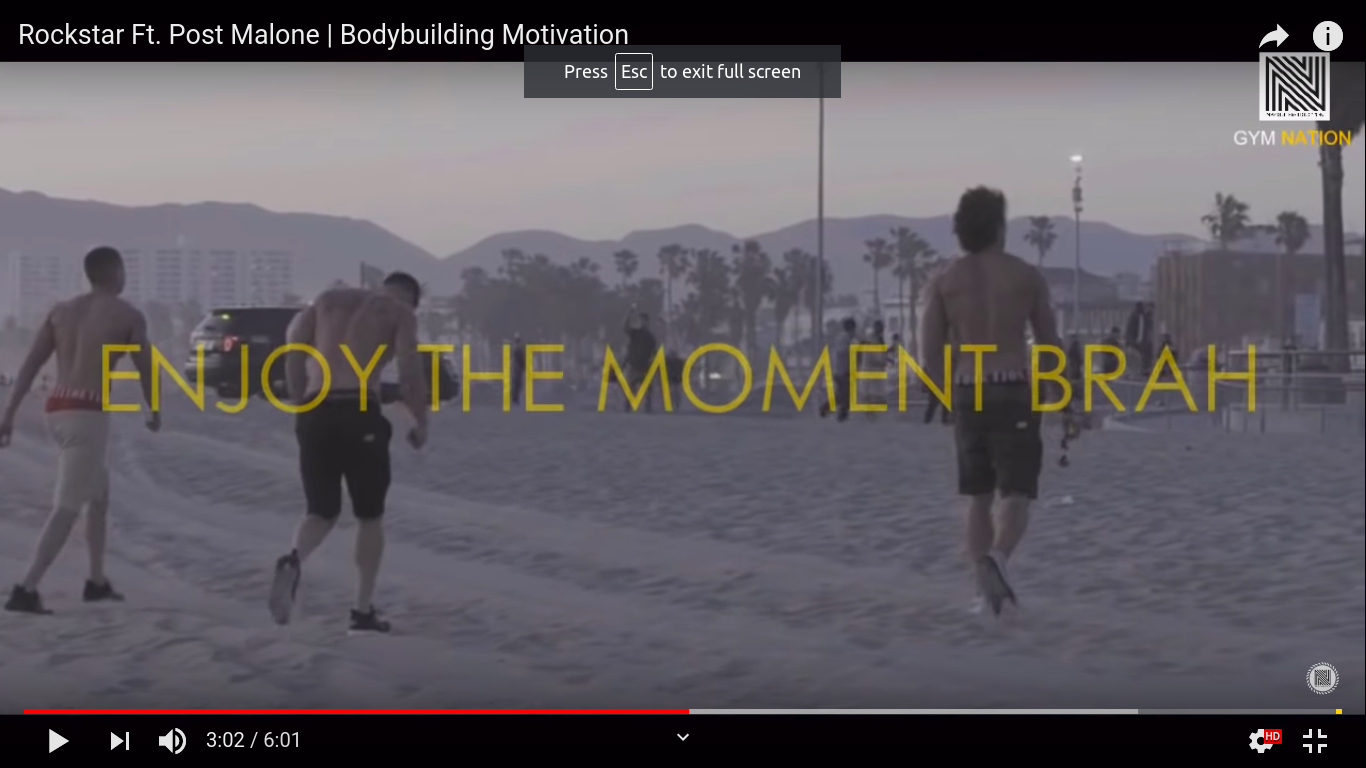 Rockstar Ft. Post Malone | Bodybuilding Motivation
Press Esc to exit full screen
GYM NATION
ENJOY THE MOMENT BRAH
3:02 / 6:01
HD